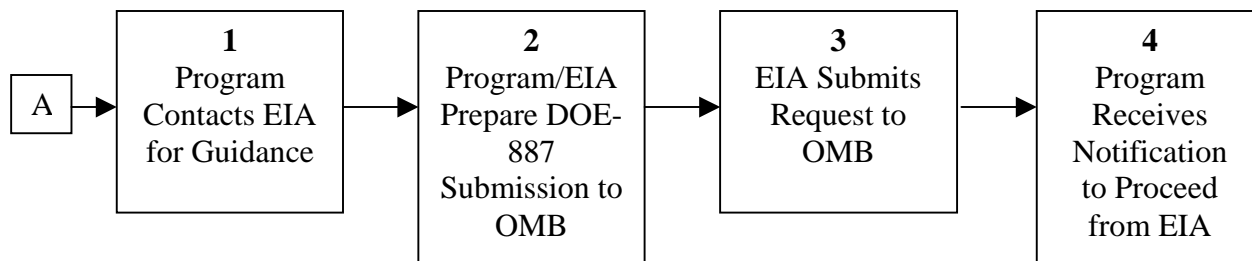 A
1
Program
Contacts EIA
for Guidance
2
Program/EIA
Prepare DOE-
887
Submission to
OMB
3
EIA Submits
Request to
OMB
4
Program
Receives
Notification
to Proceed
from EIA